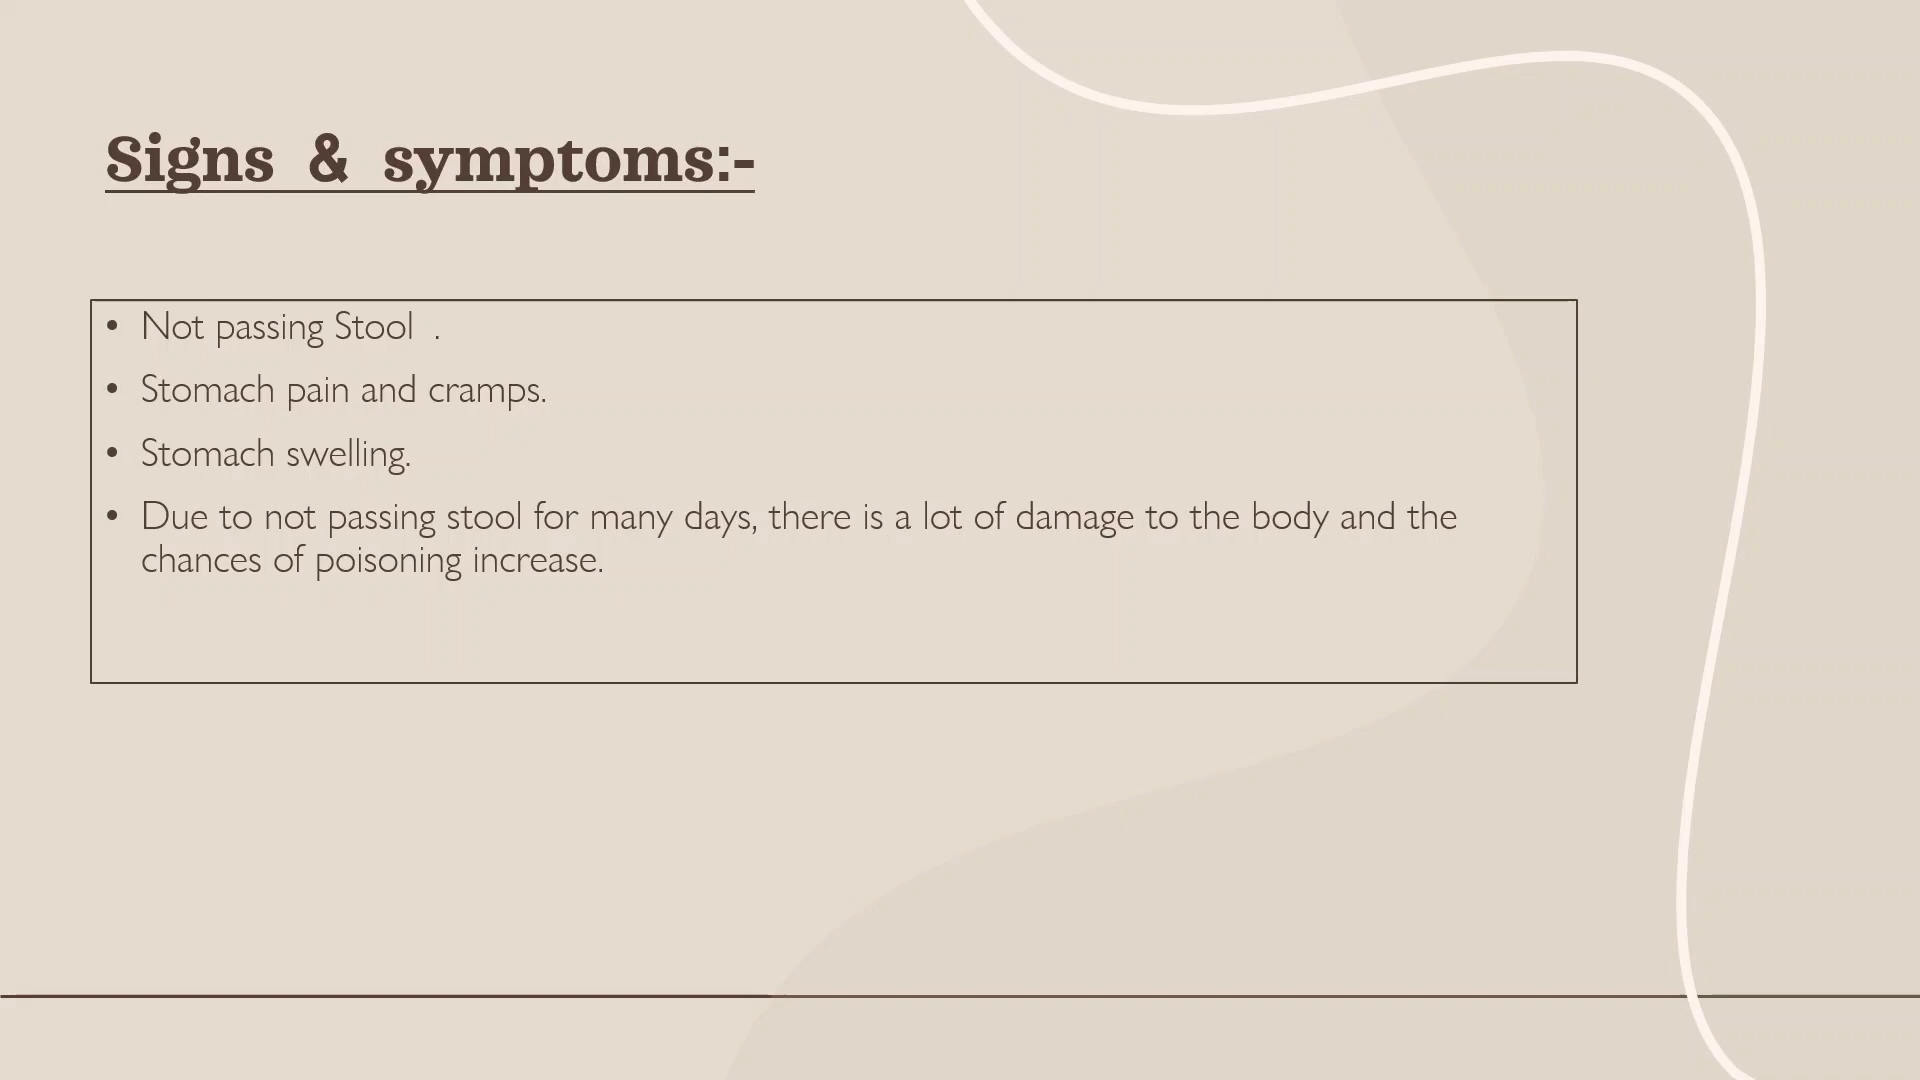 Signs & symptoms:-
• Not passing Stool .
• Stomach pain and cramps.
• Stomach swelling.
• Due to not passing stool for many days, there is a lot of damage to the body and the
chances of poisoning increase.